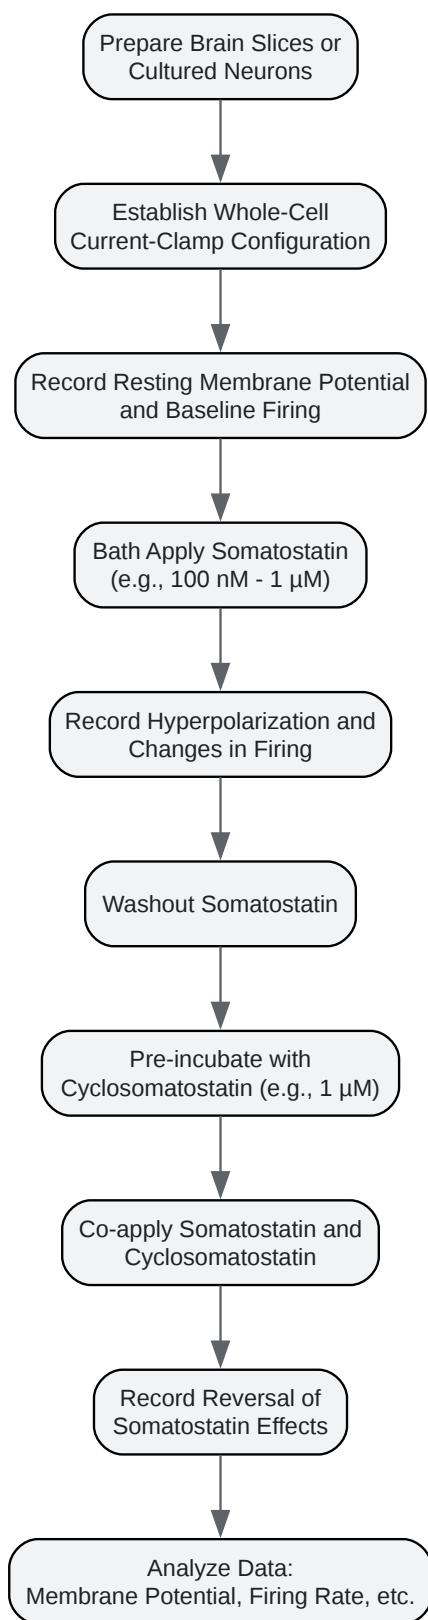 Prepare Brain Slices or
Cultured Neurons
Establish Whole-Cell
Current-Clamp Configuration
Record Resting Membrane Potential
and Baseline Firing
Bath Apply Somatostatin
(e.g., 100 nM - 1 µM)
Record Hyperpolarization and
Changes in Firing
Washout Somatostatin
Pre-incubate with
Cyclosomatostatin (e.g., 1 µM)
Co-apply Somatostatin and
Cyclosomatostatin
Record Reversal of
Somatostatin Effects
Analyze Data:
Membrane Potential, Firing Rate, etc.